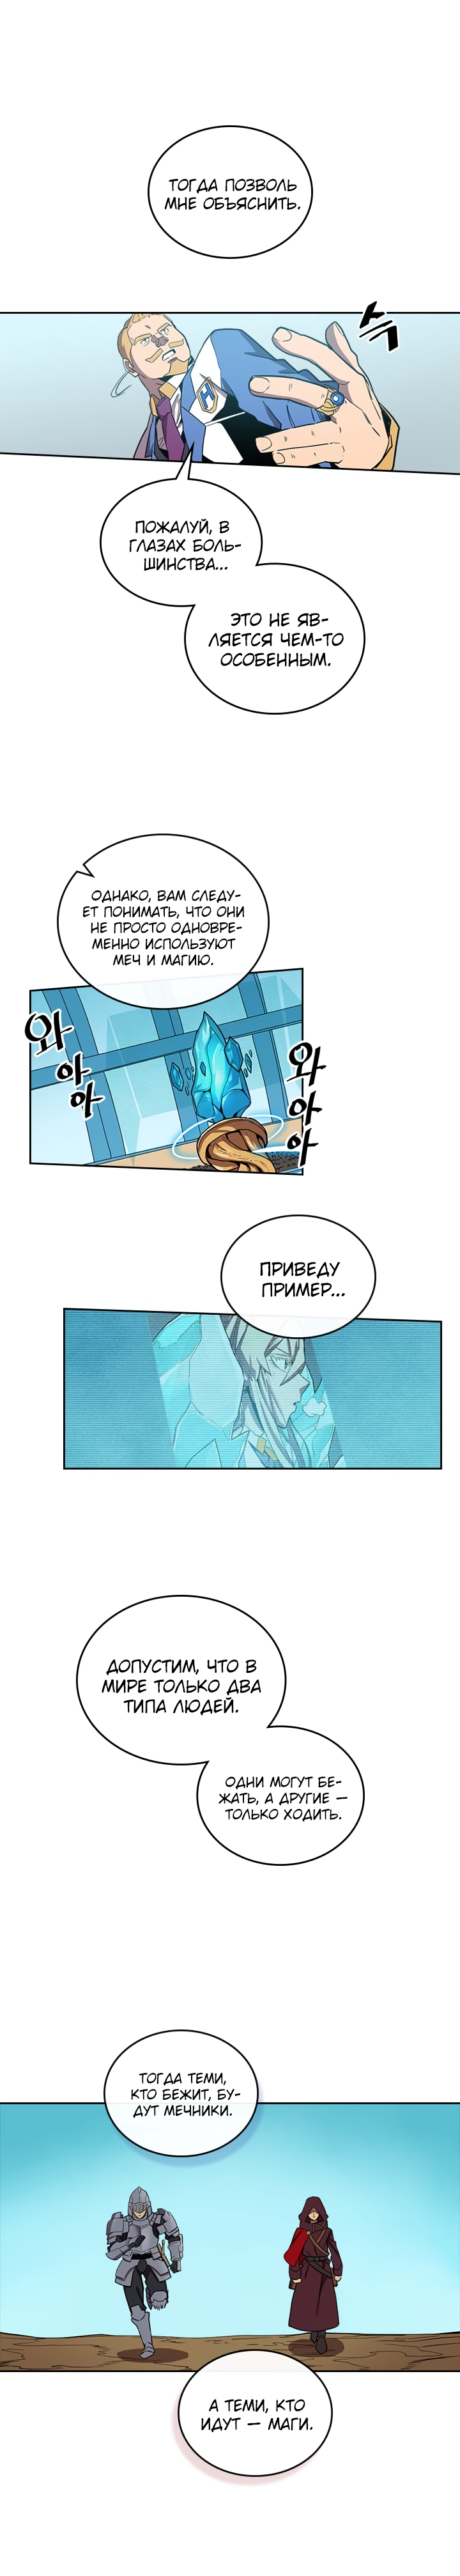 ТОГДА ПОЗВОЛЬ
МНЕ ОБЪЯСНИТЬ.
슥
H
ПОЖАЛУЙ, В
ГЛАЗАХ БОЛЬ-
ШИНСТВА...
ЭТО НЕ ЯВ-
ЛЯЕТСЯ ЧЕМ-ТО
ОСОБЕННЫМ.
ОДНАКО, ВАМ СЛЕДУ-
ЕТ ПОНИМАТЬ, ЧТО ОНИ
НЕ ПРОСТО ОДНОВРЕ-
МЕННО ИСПОЛЬЗУЮТ
МЕЧ И МАГИЮ.
와
아
아
와
아
아
ПРИВЕДУ
ПРИМЕР...
ДОПУСТИМ, ЧТО В
МИРЕ ТОЛЬКО ДВА
ТИПА ЛЮДЕЙ.
ОДНИ МОГУТ БЕ-
ЖАТЬ, А ДРУГИЕ –
ТОЛЬКО ХОДИТЬ.
ТОГДА ТЕМИ,
КТО БЕЖИТ, БУ-
ДУТ МЕЧНИКИ.
А ТЕМИ, КТО
ИДУТ – МАГИ.